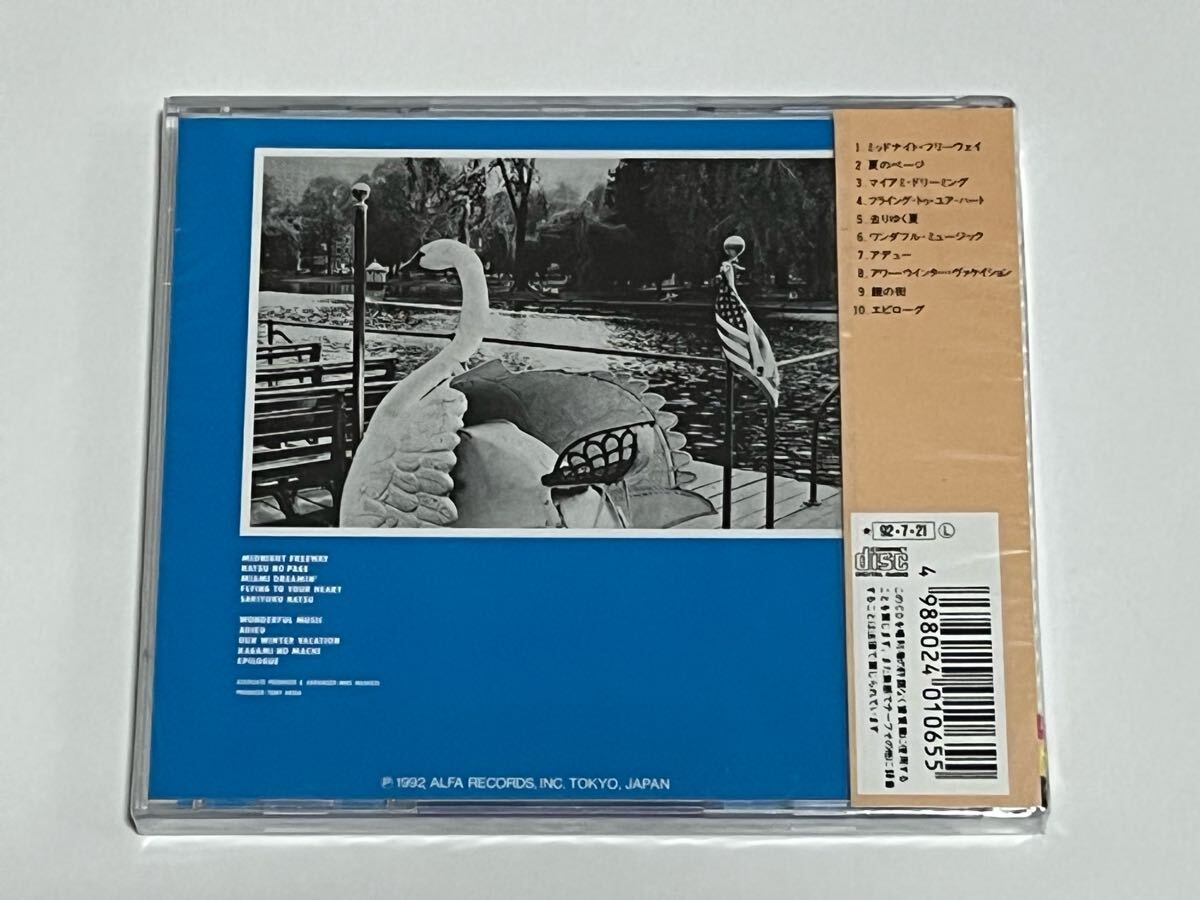 1 ミッドナイト・フリーウェイ
2 夏のページ
3 マイアミ・ドリーミング
4 フライング・トゥ・ユア・ハート
5 去りゆく夏
6 ワンダフル・ミュージック
7 アデュー
8 アワー・ウインター・ヴァケイション
9 鏡の街
10 エピローグ
MIDNIGHT FREEWAY
NATSU NO PAGE
MIAMI DREAMIN'
FLYING TO YOUR HEART
SARIYUKU NATSU
WONDERFUL MUSIC
ADIEU
OUR WINTER VACATION
KAGAMI NO MACHI
EPILOGUE
℗ 1992 ALFA RECORDS, INC. TOKYO, JAPAN
★ 92・7・21 Ⓛ
disc
4 988024 010655